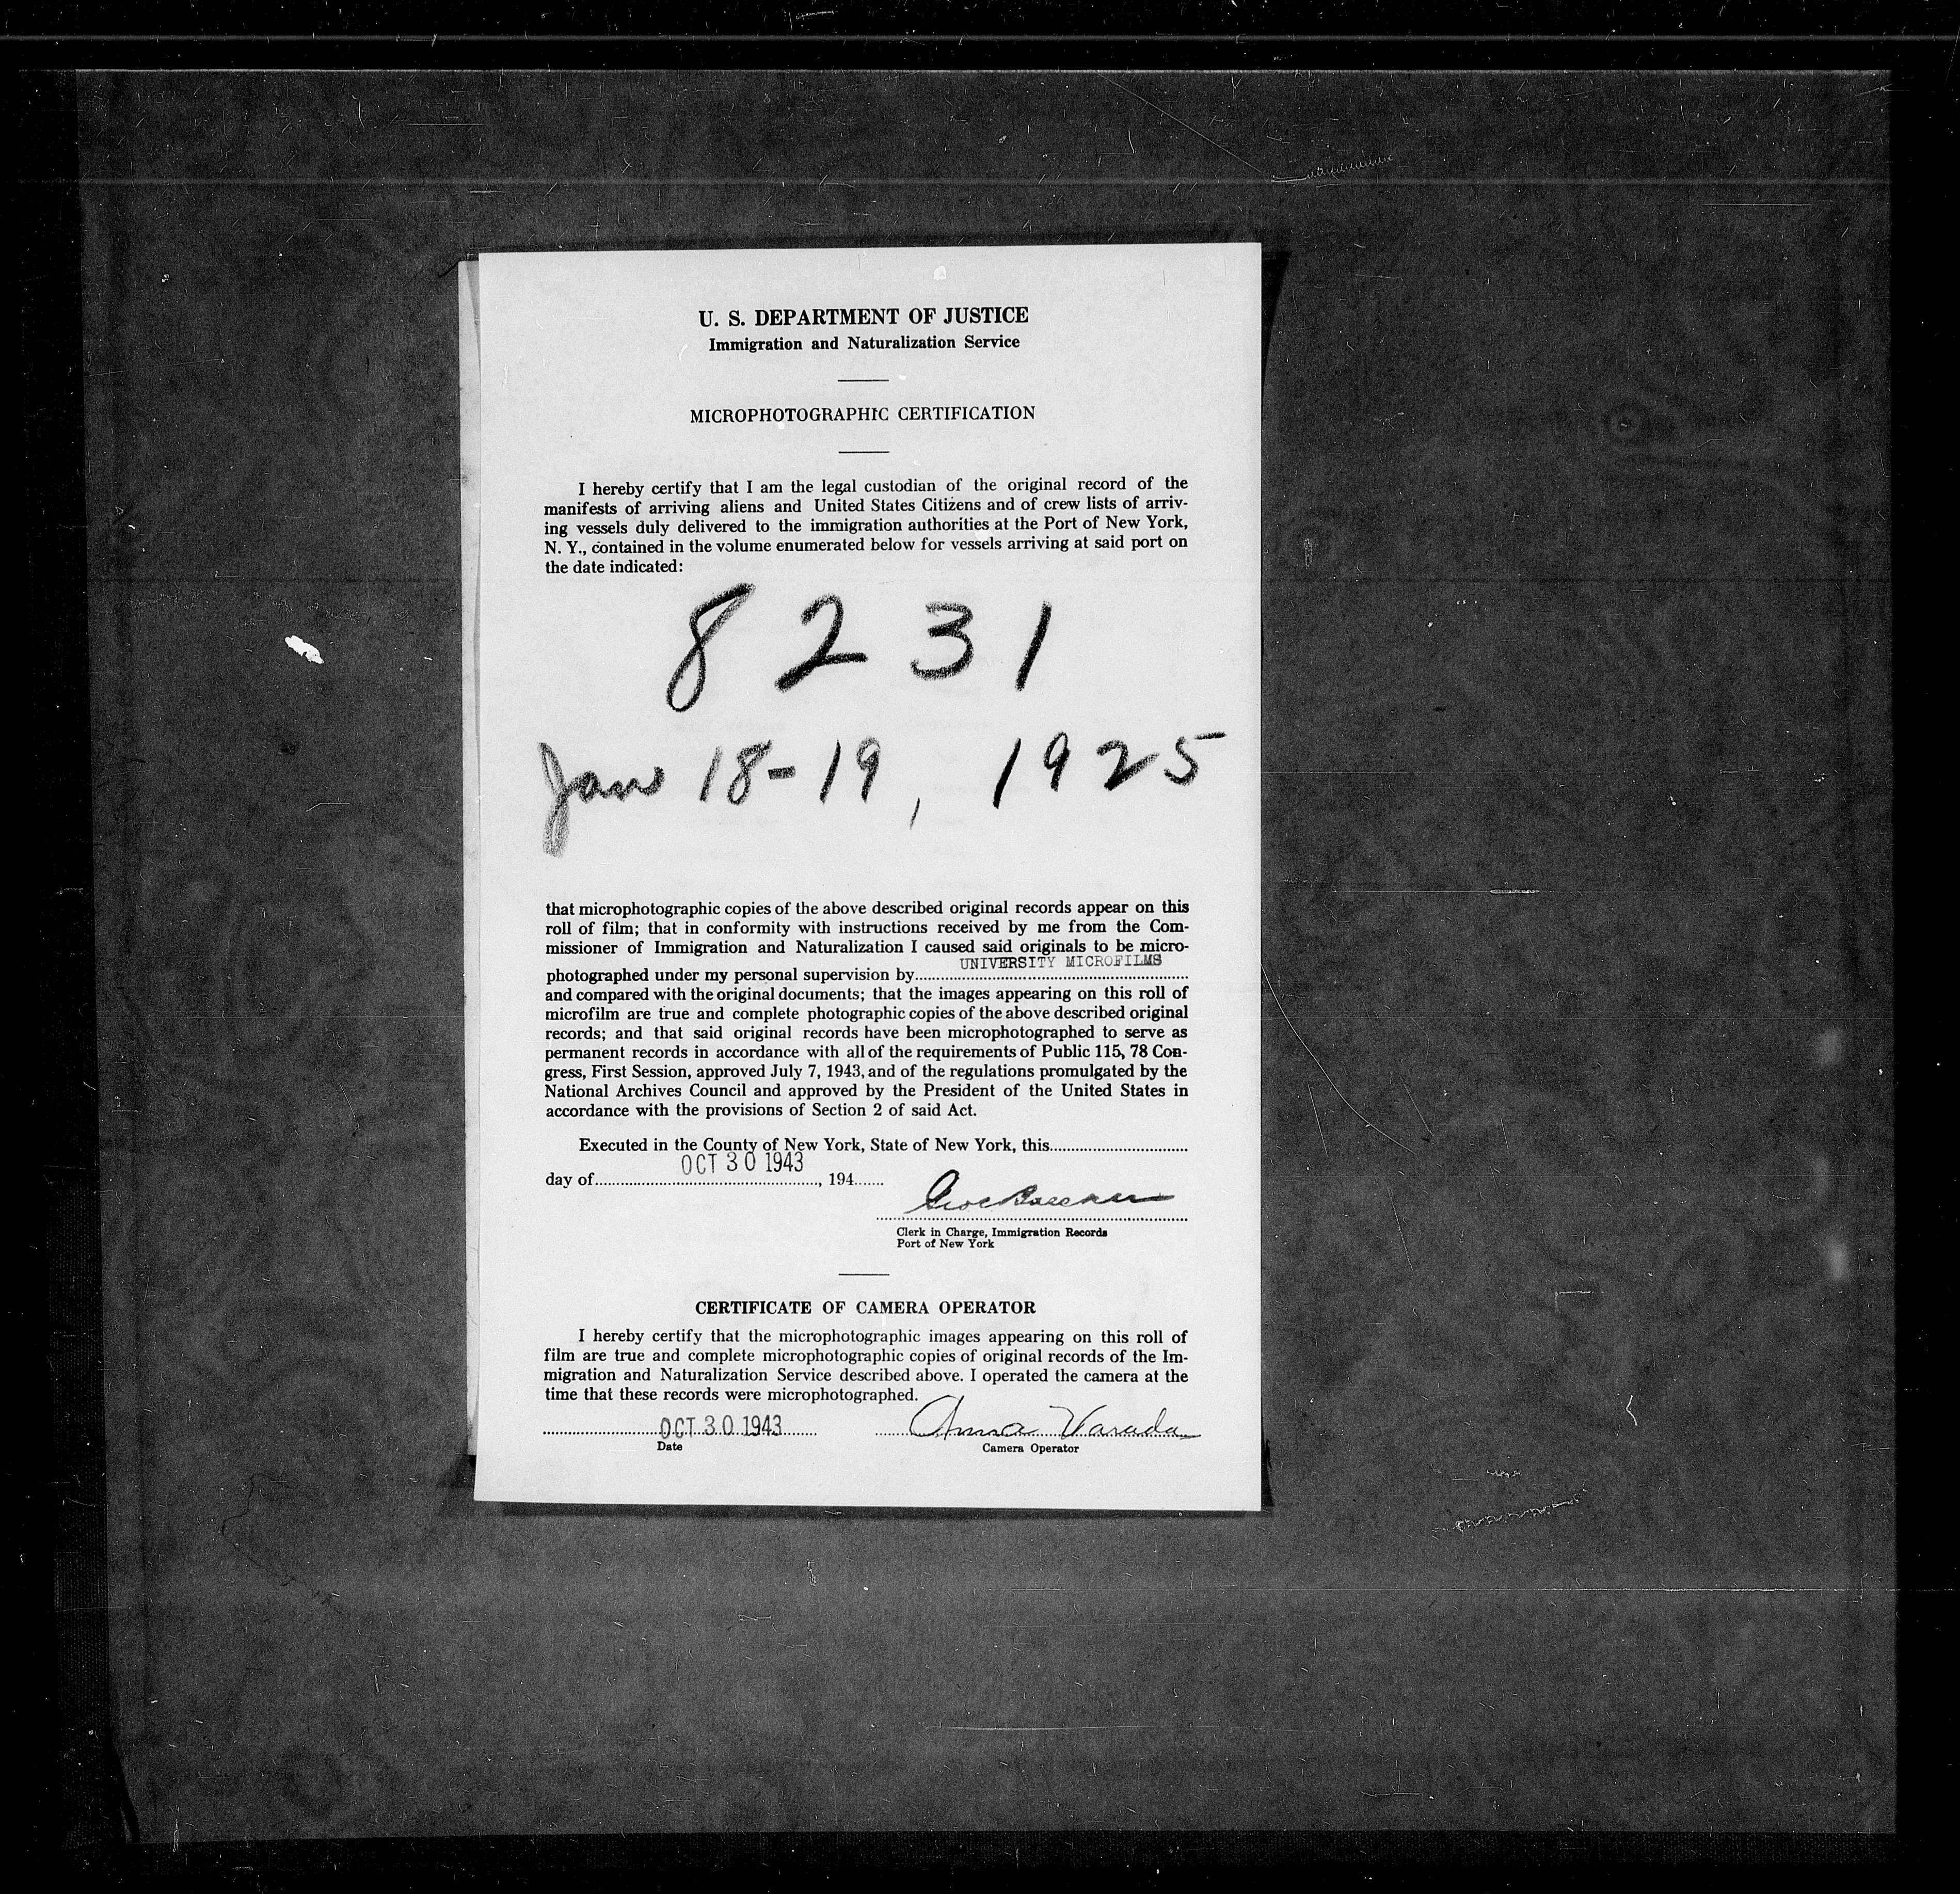 U. S. DEPARTMENT OF JUSTICE
Immigration and Naturalization Service
MICROPHOTOGRAPHIC CERTIFICATION
I hereby certify that I am the legal custodian of the original record of the
manifests of arriving aliens and United States Citizens and of crew lists of arriv-
ing vessels duly delivered to the immigration authorities at the Port of New York,
N. Y., contained in the volume enumerated below for vessels arriving at said port on
the date indicated:
8231
Jan 18-19, 1925
that microphotographic copies of the above described original records appear on this
roll of film; that in conformity with instructions received by me from the Com-
missioner of Immigration and Naturalization I caused said originals to be micro-
photographed under my personal supervision by UNIVERSITY MICROFILMS
and compared with the original documents; that the images appearing on this roll of
microfilm are true and complete photographic copies of the above described original
records; and that said original records have been microphotographed to serve as
permanent records in accordance with all of the requirements of Public 115, 78 Con-
gress, First Session, approved July 7, 1943, and of the regulations promulgated by the
National Archives Council and approved by the President of the United States in
accordance with the provisions of Section 2 of said Act.
Executed in the County of New York, State of New York, this
day of OCT 30 1943, 194
Clerk in Charge, Immigration Records
Port of New York
CERTIFICATE OF CAMERA OPERATOR
I hereby certify that the microphotographic images appearing on this roll of
film are true and complete microphotographic copies of original records of the Im-
migration and Naturalization Service described above. I operated the camera at the
time that these records were microphotographed.
OCT 30 1943 Anna Varada
Date Camera Operator